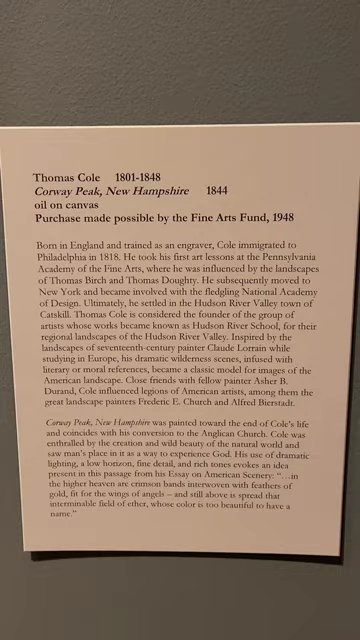 Thomas Cole 1801-1848
Corway Peak, New Hampshire 1844
oil on canvas
Purchase made possible by the Fine Arts Fund, 1948
Born in England and trained as an engraver, Cole immigrated to
Philadelphia in 1818. He took his first art lessons at the Pennsylvania
Academy of the Fine Arts, where he was influenced by the landscapes
of Thomas Birch and Thomas Doughty. He subsequently moved to
New York and became involved with the fledgling National Academy
of Design. Ultimately, he settled in the Hudson River Valley town of
Catskill. Thomas Cole is considered the founder of the group of
artists whose works became known as Hudson River School, for their
regional landscapes of the Hudson River Valley. Inspired by the
landscapes of seventeenth-century painter Claude Lorrain while
studying in Europe, his dramatic wilderness scenes, infused with
literary or moral references, became a classic model for images of the
American landscape. Close friends with fellow painter Asher B.
Durand, Cole influenced legions of American artists, among them the
great landscape painters Frederic E. Church and Alfred Bierstadt.
Corway Peak, New Hampshire was painted toward the end of Cole's life
and coincides with his conversion to the Anglican Church. Cole was
enthralled by the creation and wild beauty of the natural world and
saw man's place in it as a way to experience God. His use of dramatic
lighting, a low horizon, fine detail, and rich tones evokes an idea
present in this passage from his Essay on American Scenery: "…in
the higher heaven are crimson bands interwoven with feathers of
gold, fit for the wings of angels – and still above is spread that
interminable field of ether, whose color is too beautiful to have a
name."